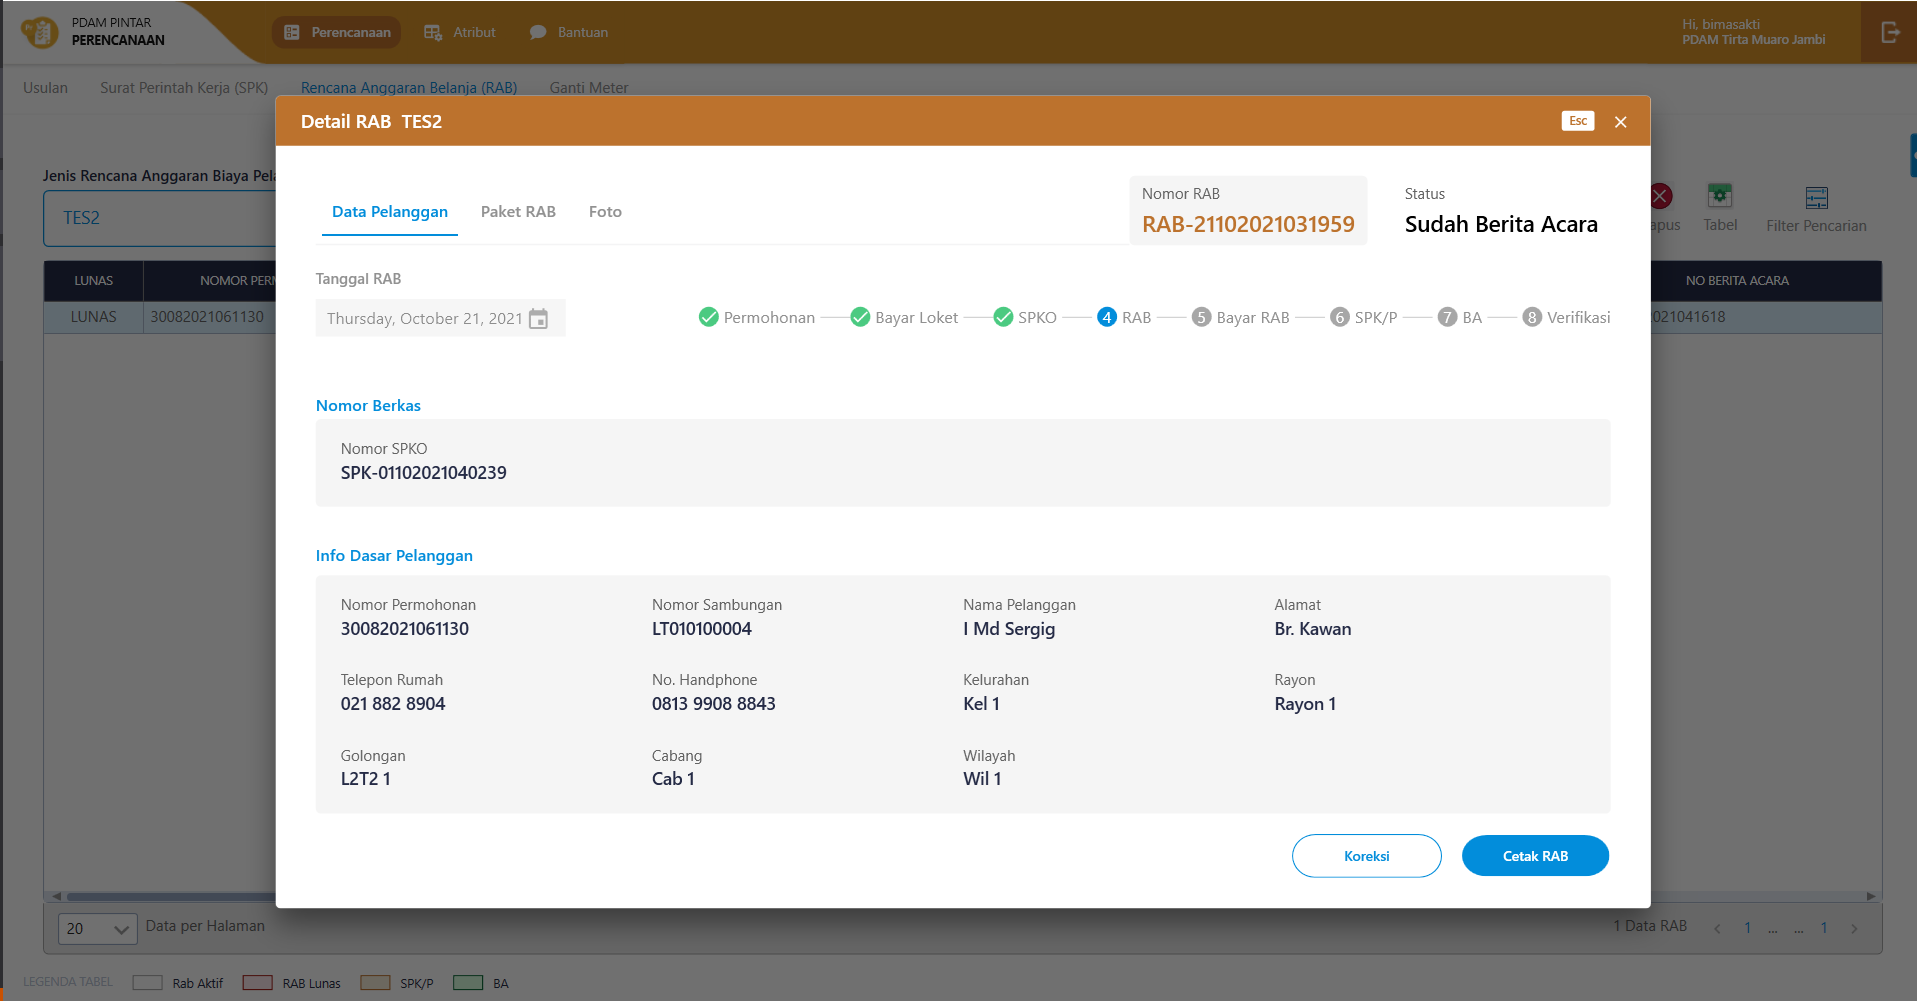 PDAM PINTAR
PERENCANAAN
Perencanaan
Atribut
Bantuan
Hi, bimasakti
PDAM Tirta Muaro Jambi
Usulan
Surat Perintah Kerja (SPK)
Rencana Anggaran Belanja (RAB)
Ganti Meter
Detail RAB TES2
Esc
Jenis Rencana Anggaran Biaya Pel
TES2
apus
Tabel
Filter Pencarian
LUNAS
NOMOR PER
NO BERITA ACARA
LUNAS
30082021061130
021041618
Data Pelanggan
Paket RAB
Foto
Nomor RAB
RAB-21102021031959
Status
Sudah Berita Acara
Tanggal RAB
Thursday, October 21, 2021
Permohonan
Bayar Loket
SPKO
4 RAB
5 Bayar RAB
6 SPK/P
7 BA
8 Verifikasi
Nomor Berkas
Nomor SPKO
SPK-01102021040239
Info Dasar Pelanggan
Nomor Permohonan
30082021061130
Nomor Sambungan
LT010100004
Nama Pelanggan
I Md Sergig
Alamat
Br. Kawan
Telepon Rumah
021 882 8904
No. Handphone
0813 9908 8843
Kelurahan
Kel 1
Rayon
Rayon 1
Golongan
L2T2 1
Cabang
Cab 1
Wilayah
Wil 1
Koreksi
Cetak RAB
20
Data per Halaman
1 Data RAB
1 ... ... 1
LEGENDA TABEL
Rab Aktif
RAB Lunas
SPK/P
BA